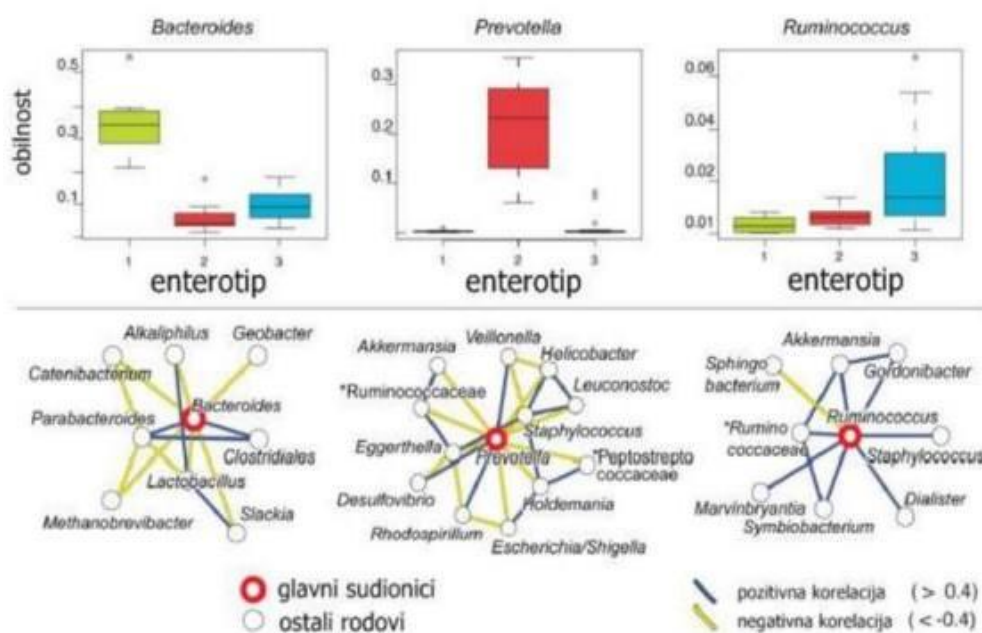 Bacteroides
Prevotella
Ruminococcus
obilnost
0.5
0.3
0.1
1 2 3
enterotip
0.3
0.2
0.1
1 2 3
enterotip
0.06
0.04
0.02
0.01
1 2 3
enterotip
Alkaliphilus
Geobacter
Catenibacterium
Parabacteroides
Bacteroides
Clostridiales
Lactobacillus
Methanobrevibacter
Slackia
Veillonella
Akkermansia
Helicobacter
*Ruminococcaceae
Leuconostoc
Eggerthella
Staphylococcus
Prevotella
*Peptostrepto
coccaceae
Desulfovibrio
Holdemania
Rhodospirillum
Escherichia/Shigella
Akkermansia
Sphingo
bacterium
Gordonibacter
Ruminococcus
*Rumino
coccaceae
Staphylococcus
Marvinbryantia
Dialister
Symbiobacterium
glavni sudionici
ostali rodovi
pozitivna korelacija (> 0.4)
negativna korelacija (<-0.4)